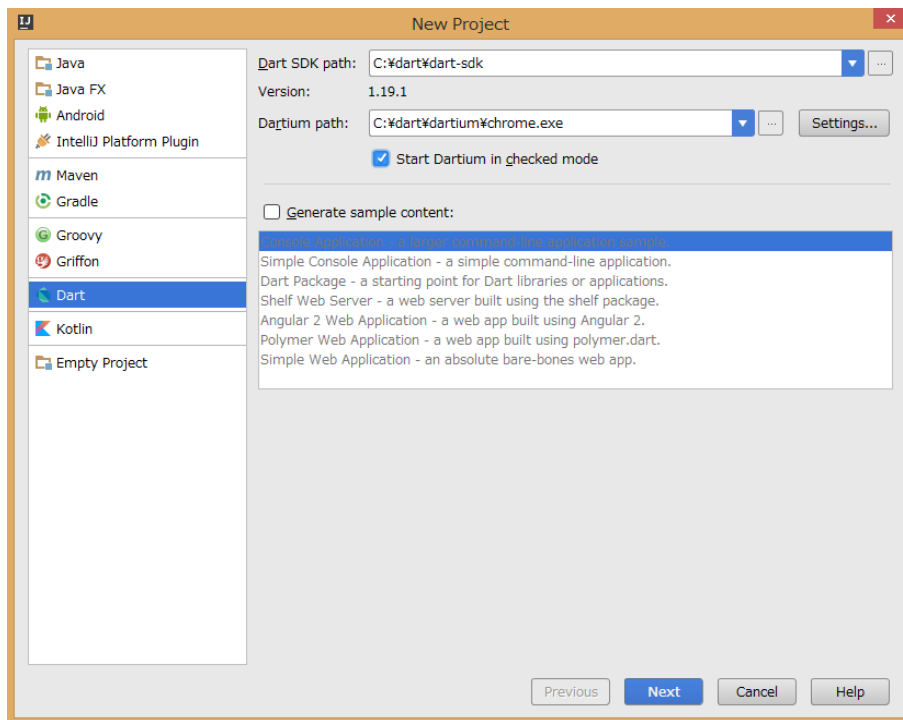 New Project
Java
Java FX
Android
IntelliJ Platform Plugin
Maven
Gradle
Groovy
Griffon
Dart
Kotlin
Empty Project
Dart SDK path: C:¥dart¥dart-sdk ...
Version: 1.19.1
Dartium path: C:¥dart¥dartium¥chrome.exe ... Settings...
Start Dartium in checked mode
Generate sample content:
Console Application - a larger command-line application sample.
Simple Console Application - a simple command-line application.
Dart Package - a starting point for Dart libraries or applications.
Shelf Web Server - a web server built using the shelf package.
Angular 2 Web Application - a web app built using Angular 2.
Polymer Web Application - a web app built using polymer.dart.
Simple Web Application - an absolute bare-bones web app.
Previous Next Cancel Help